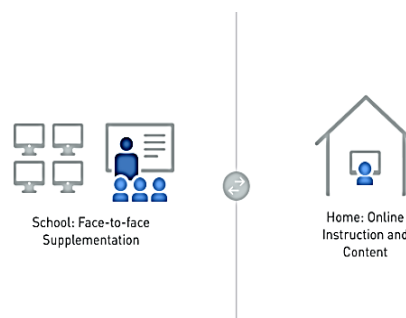 School: Face-to-face
Supplementation
Home: Online
Instruction and
Content